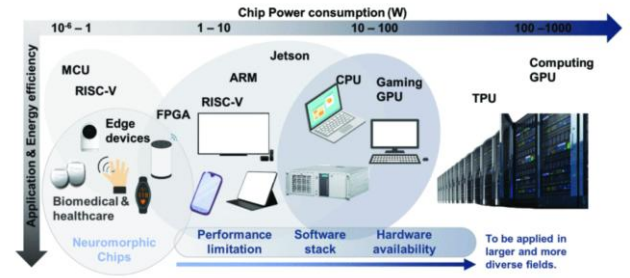 Chip Power consumption (W)
10⁻⁶ – 1
1 – 10
10 – 100
100 –1000
Application & Energy efficiency
MCU
RISC-V
Edge
devices
FPGA
Biomedical &
healthcare
Neuromorphic
Chips
Jetson
ARM
RISC-V
CPU
Gaming
GPU
TPU
Computing
GPU
Performance
limitation
Software
stack
Hardware
availability
To be applied in
larger and more
diverse fields.